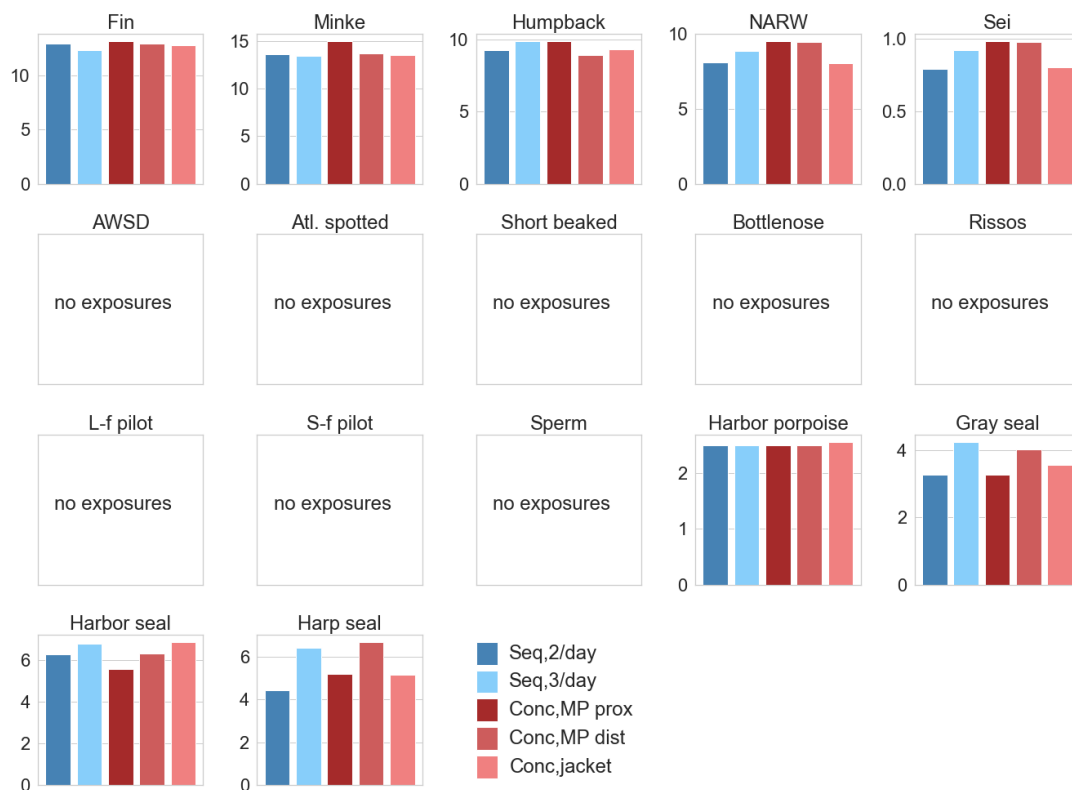 Fin Minke Humpback NARW Sei
10 5 0
15 10 5 0
10 5 0
10 5 0
1.0 0.5 0.0
AWSD Atl. spotted Short beaked Bottlenose Rissos
no exposures no exposures no exposures no exposures no exposures
L-f pilot S-f pilot Sperm Harbor porpoise Gray seal
no exposures no exposures no exposures
2 1 0
4 2 0
Harbor seal Harp seal
6 4 2 0
6 4 2 0
Seq,2/day
Seq,3/day
Conc,MP prox
Conc,MP dist
Conc,jacket